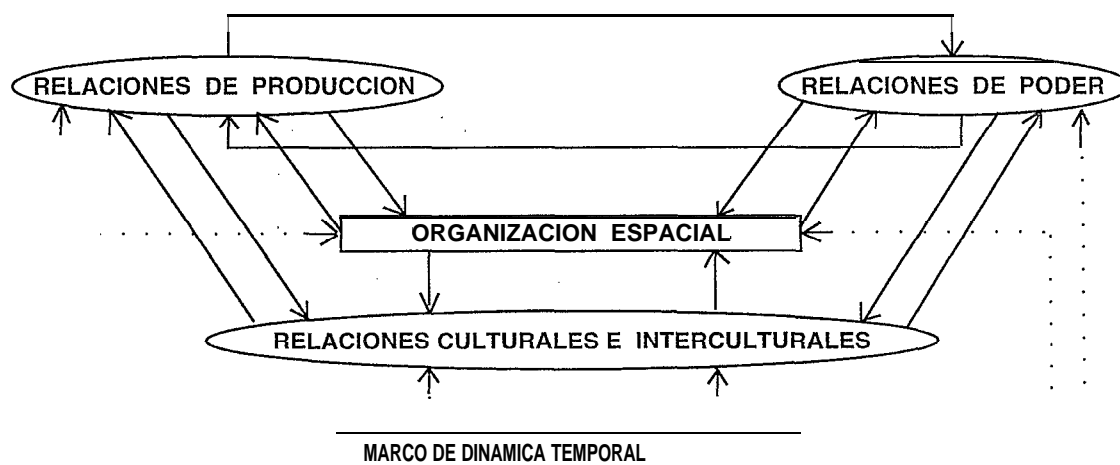 RELACIONES DE PRODUCCION
RELACIONES DE PODER
ORGANIZACION ESPACIAL
RELACIONES CULTURALES E INTERCULTURALES
MARCO DE DINAMICA TEMPORAL